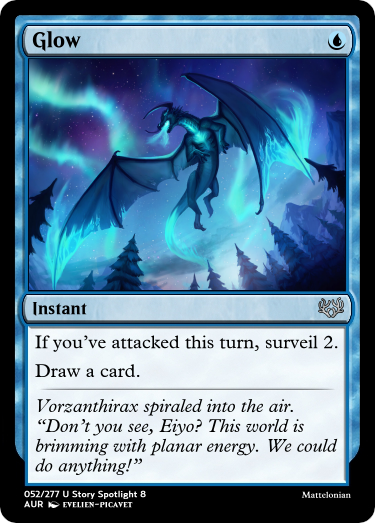 Glow
Instant
If you've attacked this turn, surveil 2.
Draw a card.
Vorzanthirax spiraled into the air.
“Don't you see, Eiyo? This world is
brimming with planar energy. We could
do anything!”
052/277 U Story Spotlight 8
AUR EVELIEN-PICAVET
Mattelonian